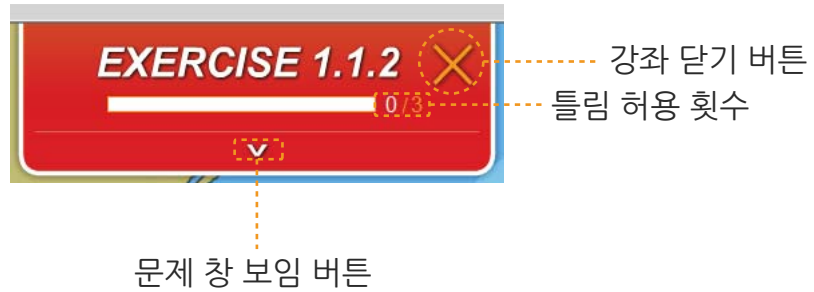 EXERCISE 1.1.2
강좌 닫기 버튼
0/3
틀림 허용 횟수
문제 창 보임 버튼